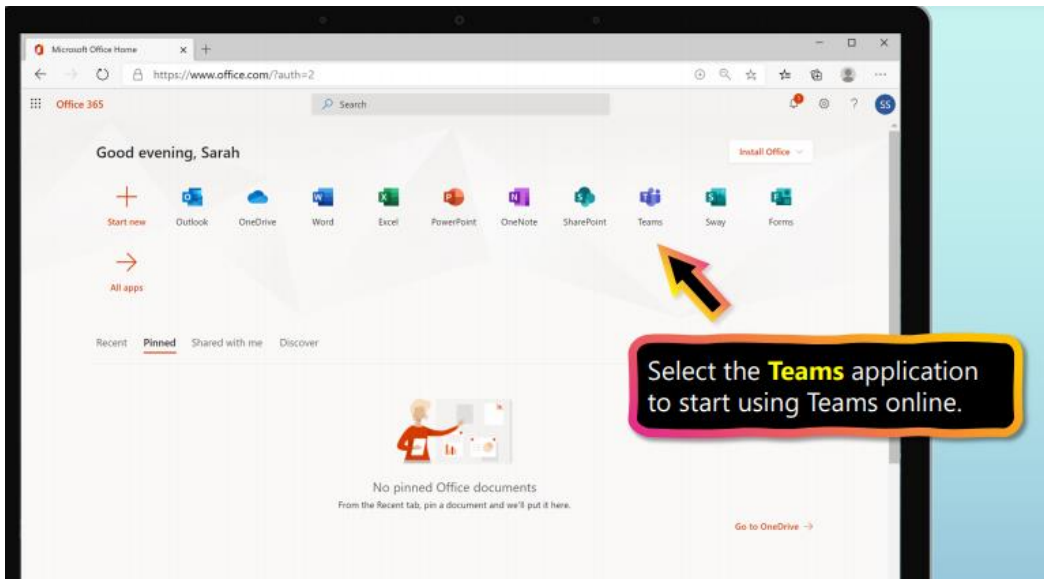 Microsoft Office Home
https://www.office.com/?auth=2
Office 365
Search
SS
Good evening, Sarah
Install Office
Start new
Outlook
OneDrive
Word
Excel
PowerPoint
OneNote
SharePoint
Teams
Sway
Forms
All apps
Recent
Pinned
Shared with me
Discover
Select the Teams application
to start using Teams online.
No pinned Office documents
From the Recent tab, pin a document and we'll put it here.
Go to OneDrive